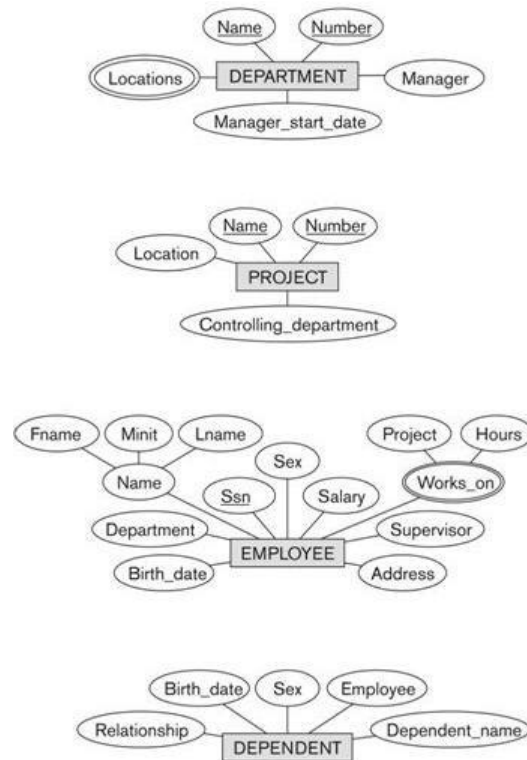 Name Number
Locations DEPARTMENT Manager
Manager_start_date
Name Number
Location
PROJECT
Controlling_department
Fname Minit Lname Project Hours
Sex
Name Works_on
Ssn Salary
Department Supervisor
EMPLOYEE
Birth_date Address
Birth_date Sex Employee
Relationship Dependent_name
DEPENDENT